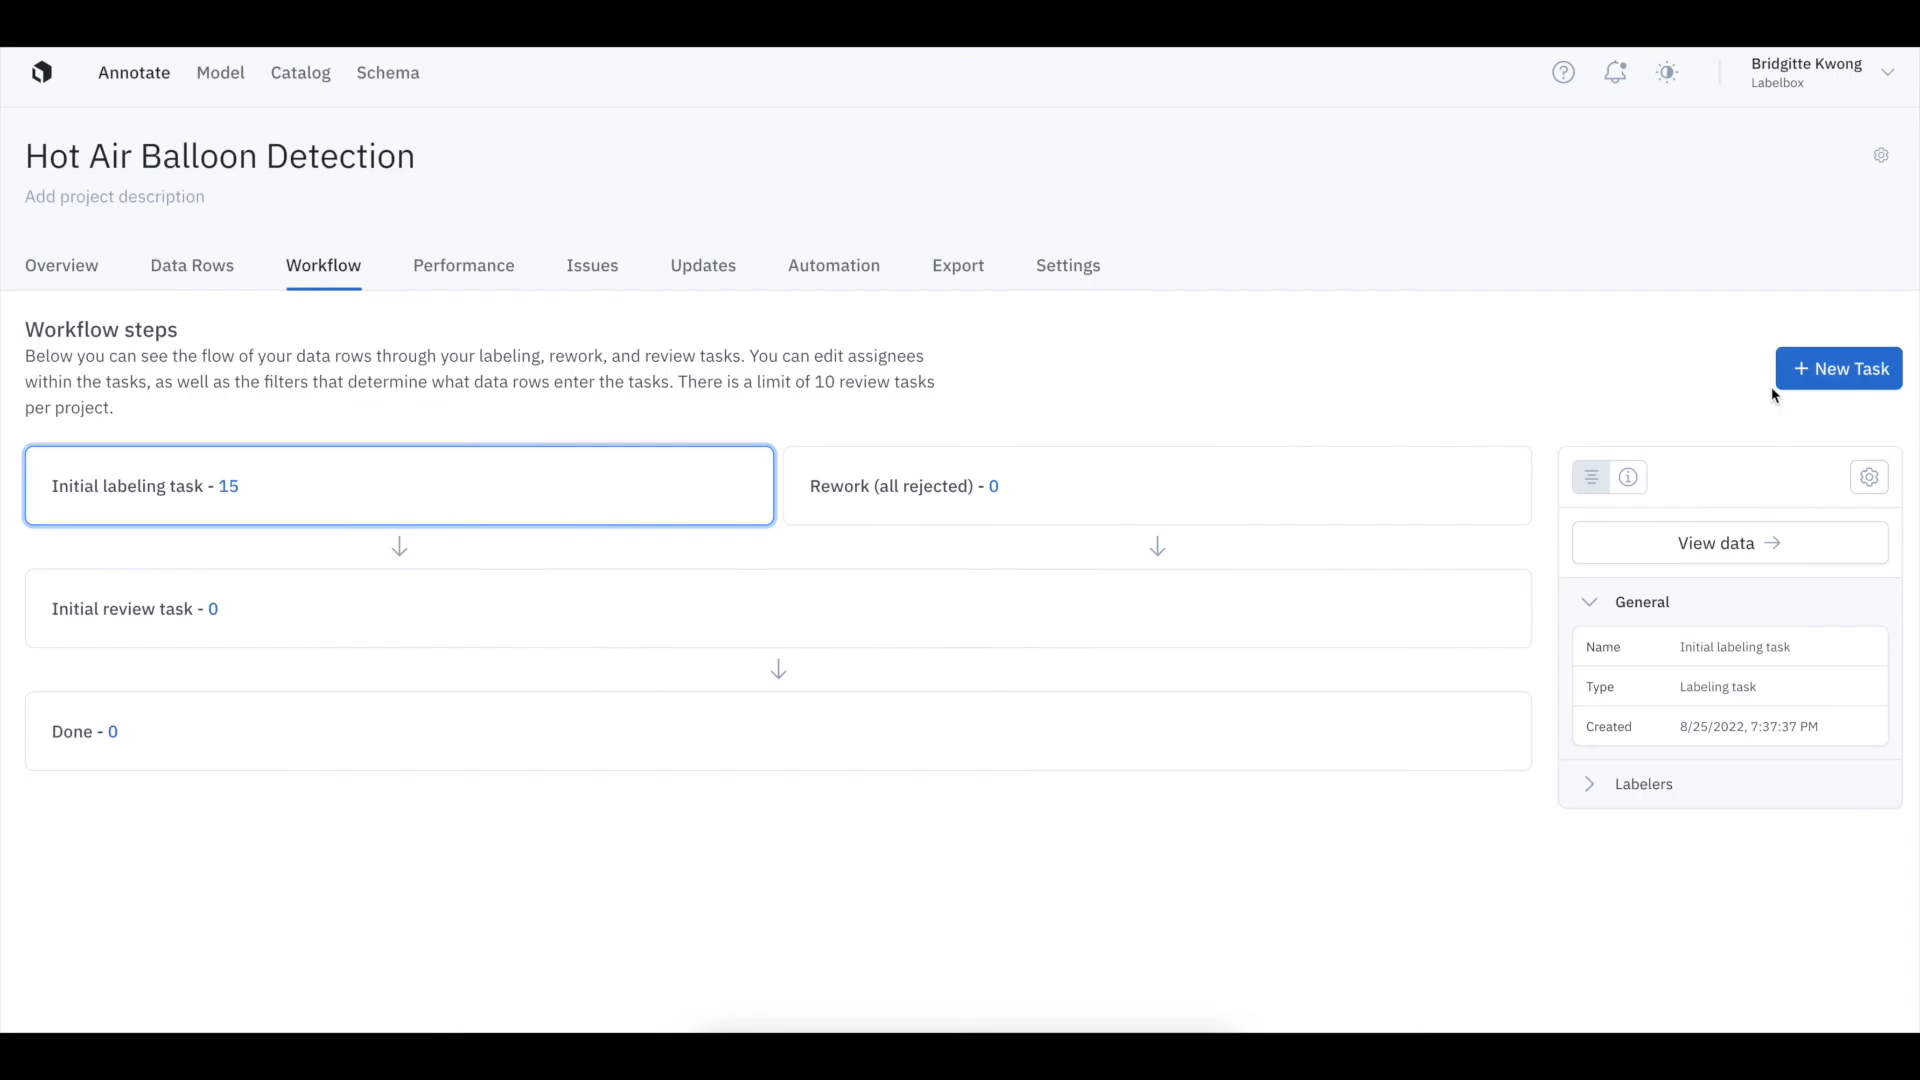 Annotate Model Catalog Schema
Bridgitte Kwong
Labelbox
Hot Air Balloon Detection
Add project description
Overview Data Rows Workflow Performance Issues Updates Automation Export Settings
Workflow steps
Below you can see the flow of your data rows through your labeling, rework, and review tasks. You can edit assignees
within the tasks, as well as the filters that determine what data rows enter the tasks. There is a limit of 10 review tasks
per project.
+ New Task
Initial labeling task - 15
Rework (all rejected) - 0
Initial review task - 0
Done - 0
View data →
General
Name Initial labeling task
Type Labeling task
Created 8/25/2022, 7:37:37 PM
Labelers